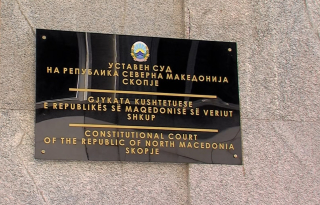 УСТАВЕН СУД
НА РЕПУБЛИКА СЕВЕРНА МАКЕДОНИЈА
СКОПЈЕ
GJYKATA KUSHTETUESE
E REPUBLIKËS SË MAQEDONISË SË VERIUT
SHKUP
CONSTITUTIONAL COURT
OF THE REPUBLIC OF NORTH MACEDONIA
SKOPJE